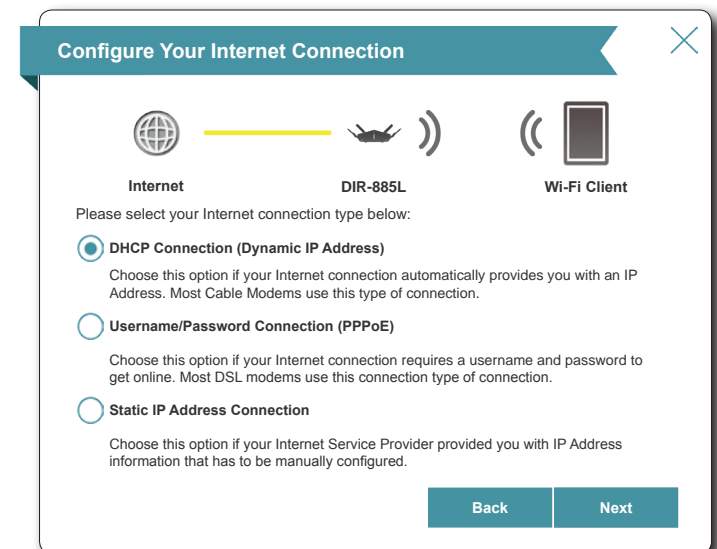 Configure Your Internet Connection
Internet
DIR-885L
Wi-Fi Client
Please select your Internet connection type below:
DHCP Connection (Dynamic IP Address)
Choose this option if your Internet connection automatically provides you with an IP
Address. Most Cable Modems use this type of connection.
Username/Password Connection (PPPoE)
Choose this option if your Internet connection requires a username and password to
get online. Most DSL modems use this connection type of connection.
Static IP Address Connection
Choose this option if your Internet Service Provider provided you with IP Address
information that has to be manually configured.
Back
Next